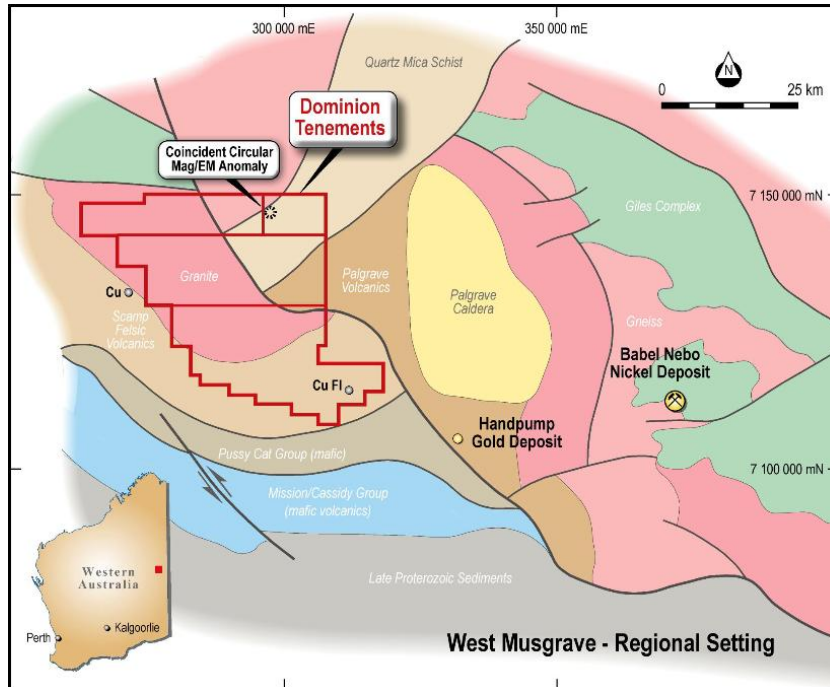 300 000 mE
350 000 mE
Quartz Mica Schist
N
0
25 km
Dominion
Tenements
Coincident Circular
Mag/EM Anomaly
7 150 000 mN
Giles Complex
Granite
Palgrave
Volcanics
Palgrave
Caldera
Cu
Scamp
Felsic
Volcanics
Gneiss
Babel Nebo
Nickel Deposit
Cu Fl
Handpump
Gold Deposit
Pussy Cat Group (mafic)
7 100 000 mN
Mission/Cassidy Group
(mafic volcanics)
Western
Australia
Late Proterozoic Sediments
Kalgoorlie
Perth
West Musgrave - Regional Setting